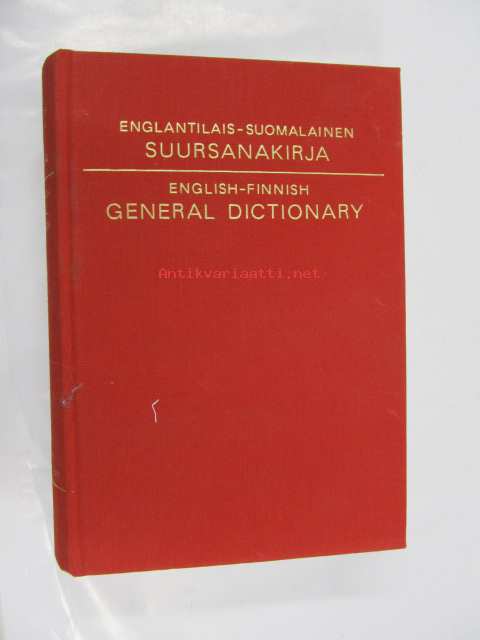 ENGLANTILAIS-SUOMALAINEN
SUURSANAKIRJA
ENGLISH-FINNISH
GENERAL DICTIONARY
Antikvariaatti.net